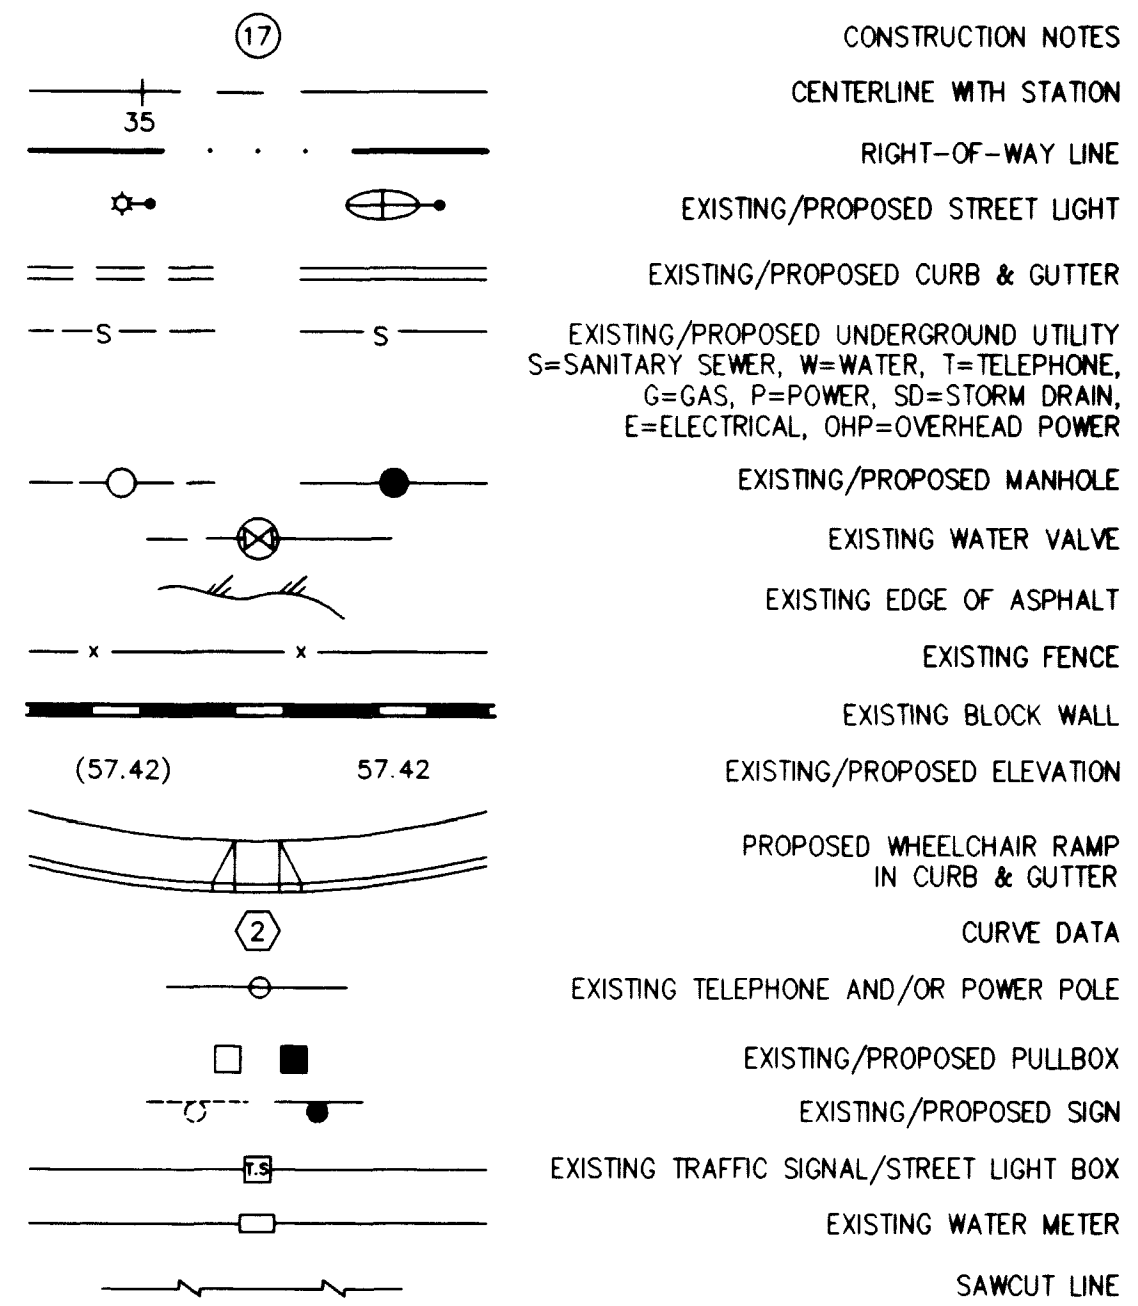 17 CONSTRUCTION NOTES
CENTERLINE WITH STATION
35
RIGHT-OF-WAY LINE
EXISTING/PROPOSED STREET LIGHT
EXISTING/PROPOSED CURB & GUTTER
S S EXISTING/PROPOSED UNDERGROUND UTILITY
S=SANITARY SEWER, W=WATER, T=TELEPHONE,
G=GAS, P=POWER, SD=STORM DRAIN,
E=ELECTRICAL, OHP=OVERHEAD POWER
EXISTING/PROPOSED MANHOLE
EXISTING WATER VALVE
EXISTING EDGE OF ASPHALT
x x EXISTING FENCE
EXISTING BLOCK WALL
(57.42) 57.42 EXISTING/PROPOSED ELEVATION
PROPOSED WHEELCHAIR RAMP
IN CURB & GUTTER
2 CURVE DATA
EXISTING TELEPHONE AND/OR POWER POLE
EXISTING/PROPOSED PULLBOX
EXISTING/PROPOSED SIGN
T.S EXISTING TRAFFIC SIGNAL/STREET LIGHT BOX
EXISTING WATER METER
SAWCUT LINE